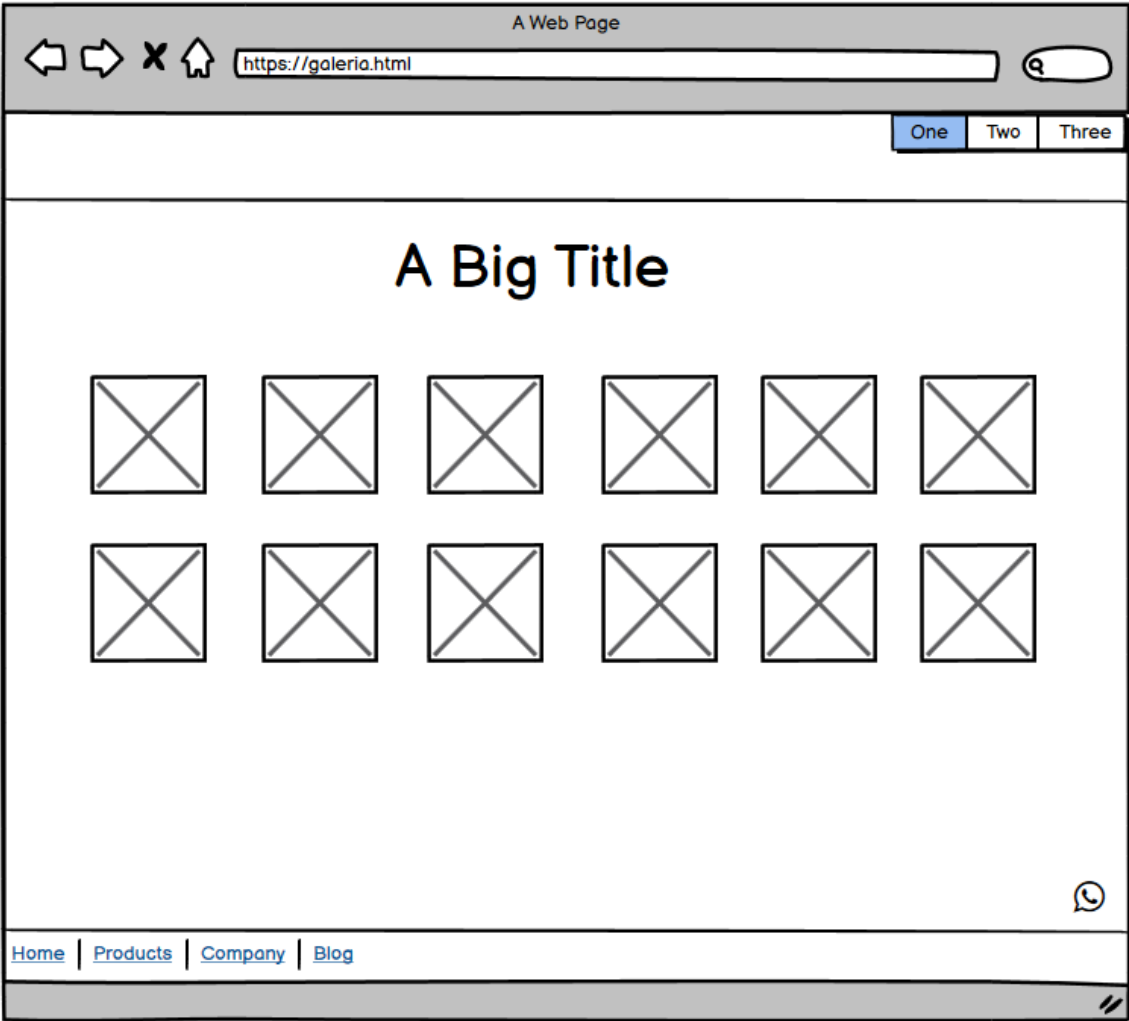 A Web Page
https://galeria.html
One Two Three
A Big Title
Home Products Company Blog